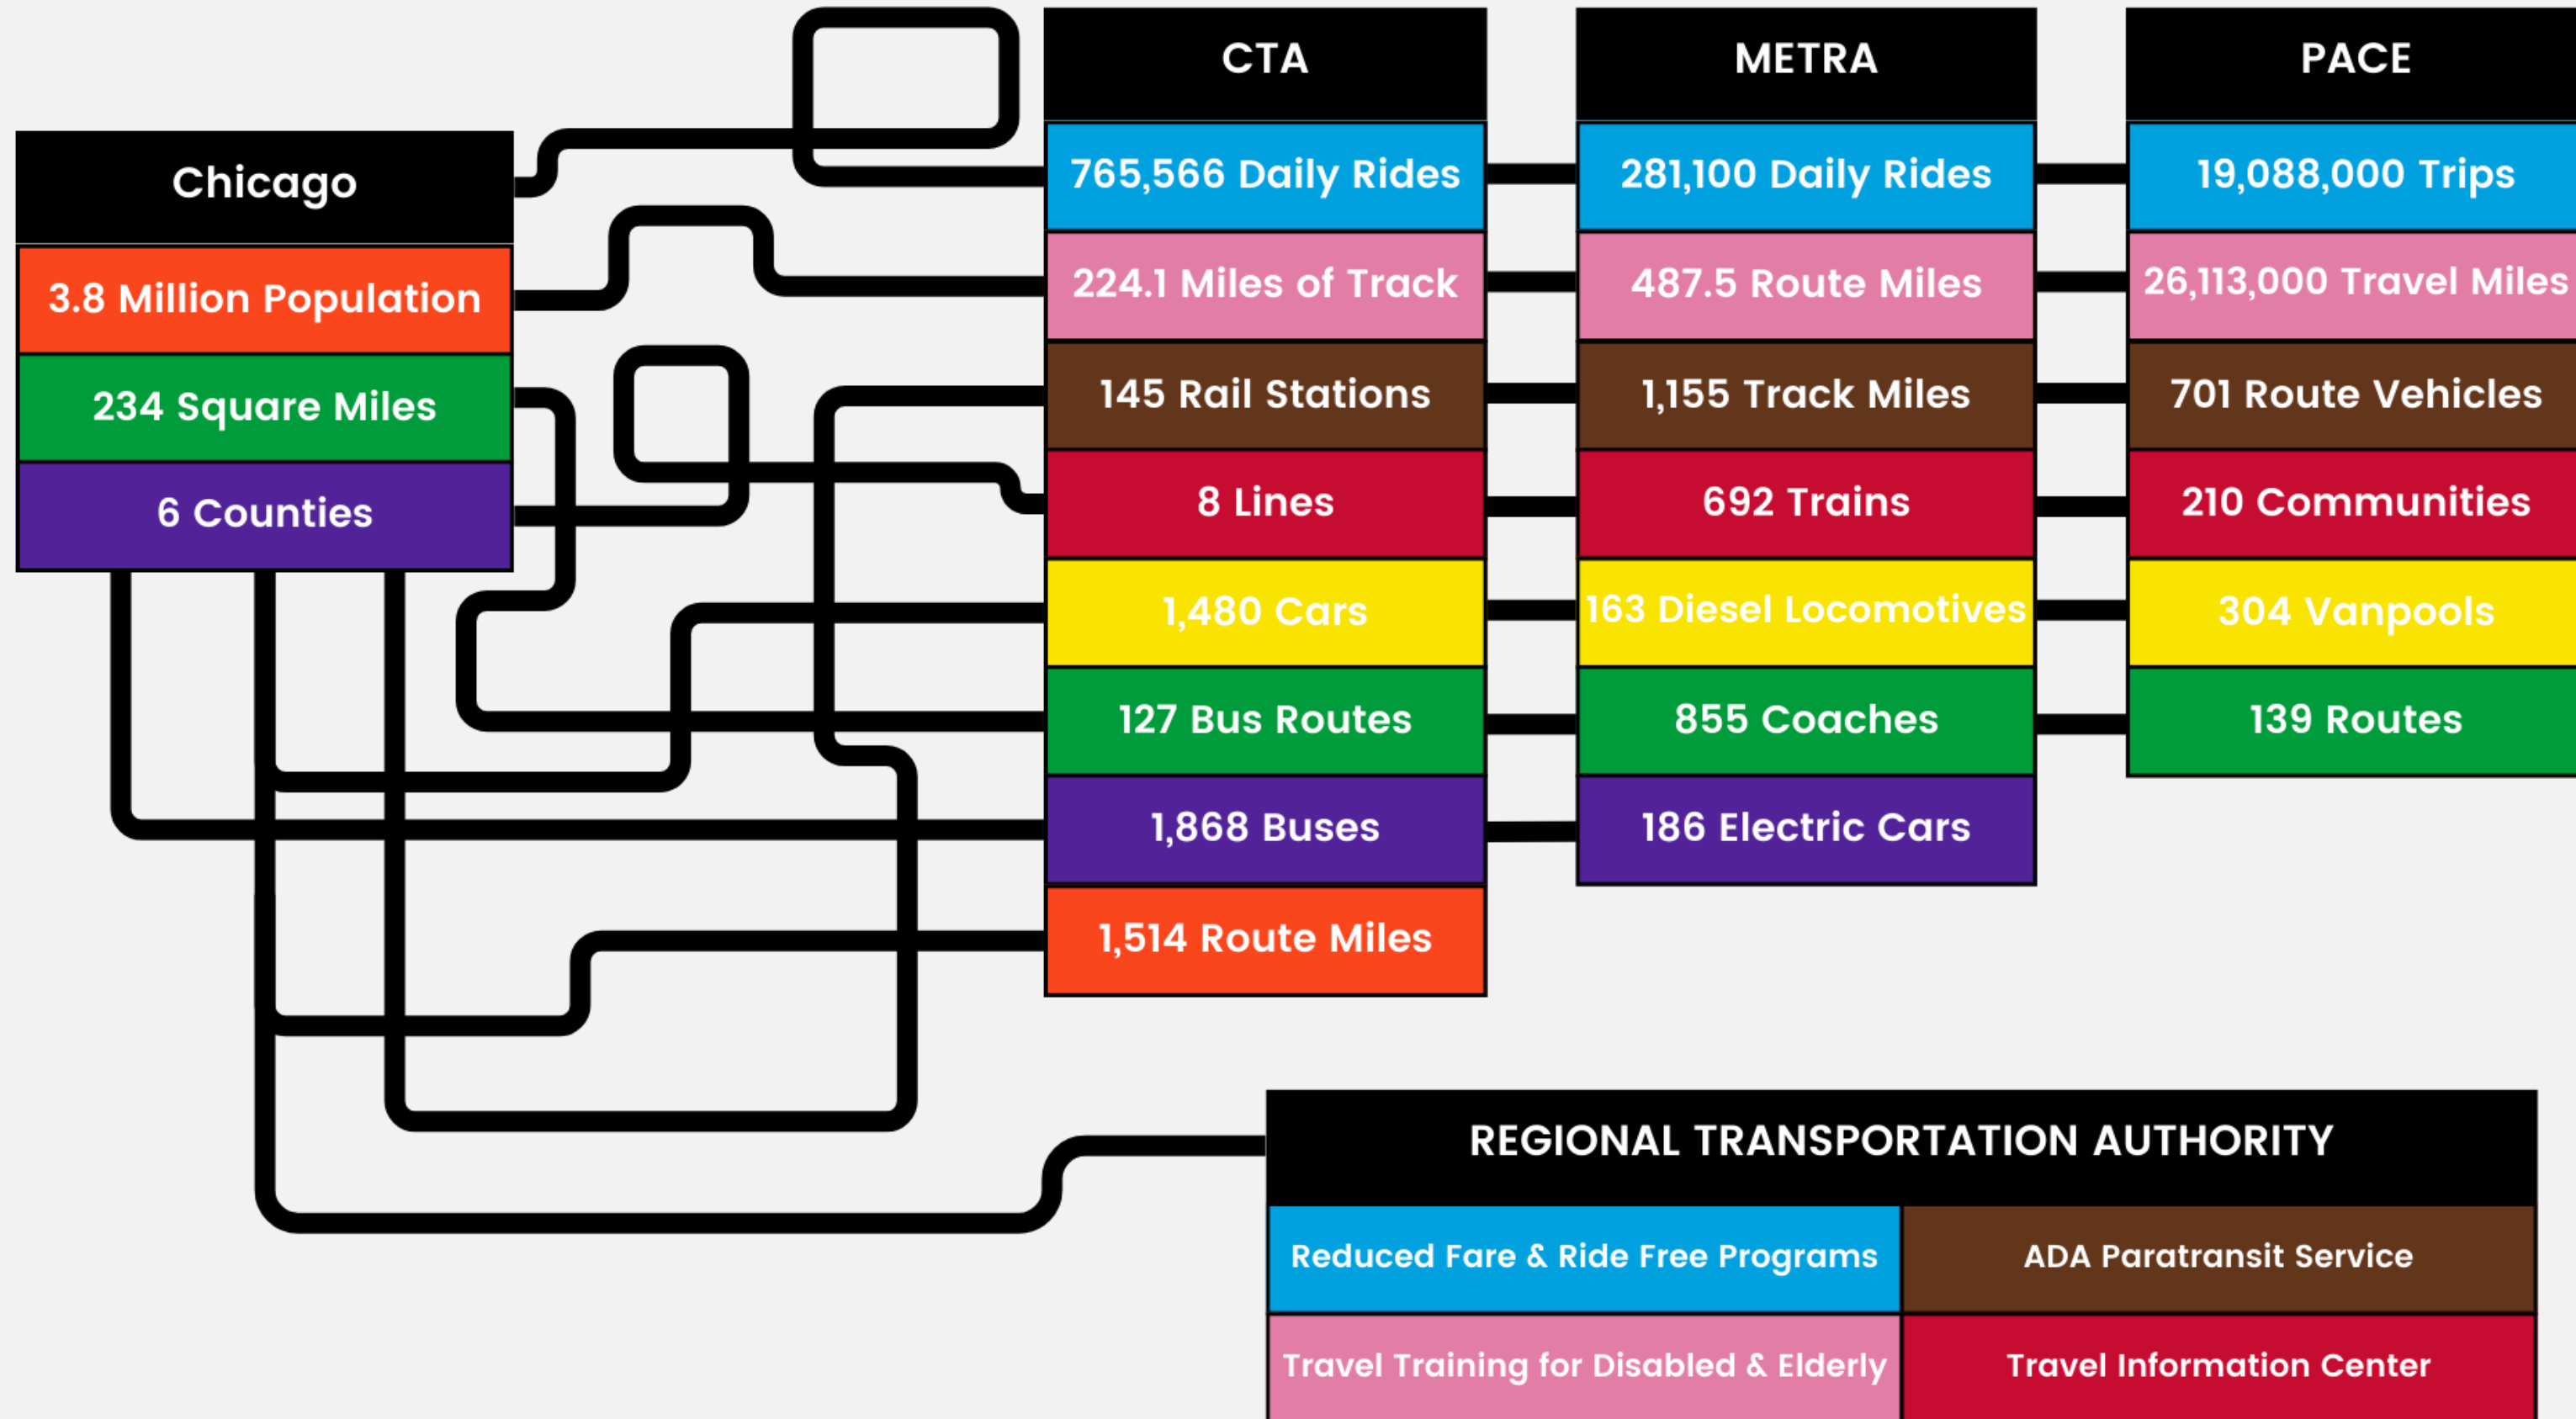 Chicago
3.8 Million Population
234 Square Miles
6 Counties
CTA
765,566 Daily Rides
224.1 Miles of Track
145 Rail Stations
8 Lines
1,480 Cars
127 Bus Routes
1,868 Buses
1,514 Route Miles
METRA
281,100 Daily Rides
487.5 Route Miles
1,155 Track Miles
692 Trains
163 Diesel Locomotives
855 Coaches
186 Electric Cars
PACE
19,088,000 Trips
26,113,000 Travel Miles
701 Route Vehicles
210 Communities
304 Vanpools
139 Routes
REGIONAL TRANSPORTATION AUTHORITY
Reduced Fare & Ride Free Programs
ADA Paratransit Service
Travel Training for Disabled & Elderly
Travel Information Center